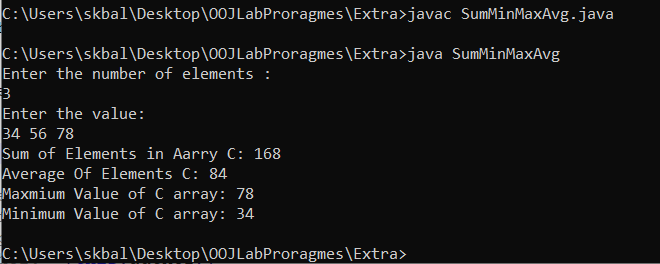 C:\Users\skbal\Desktop\OOJLabProragmes\Extra>javac SumMinMaxAvg.java
C:\Users\skbal\Desktop\OOJLabProragmes\Extra>java SumMinMaxAvg
Enter the number of elements :
3
Enter the value:
34 56 78
Sum of Elements in Aarry C: 168
Average Of Elements C: 84
Maxmium Value of C array: 78
Minimum Value of C array: 34
C:\Users\skbal\Desktop\OOJLabProragmes\Extra>